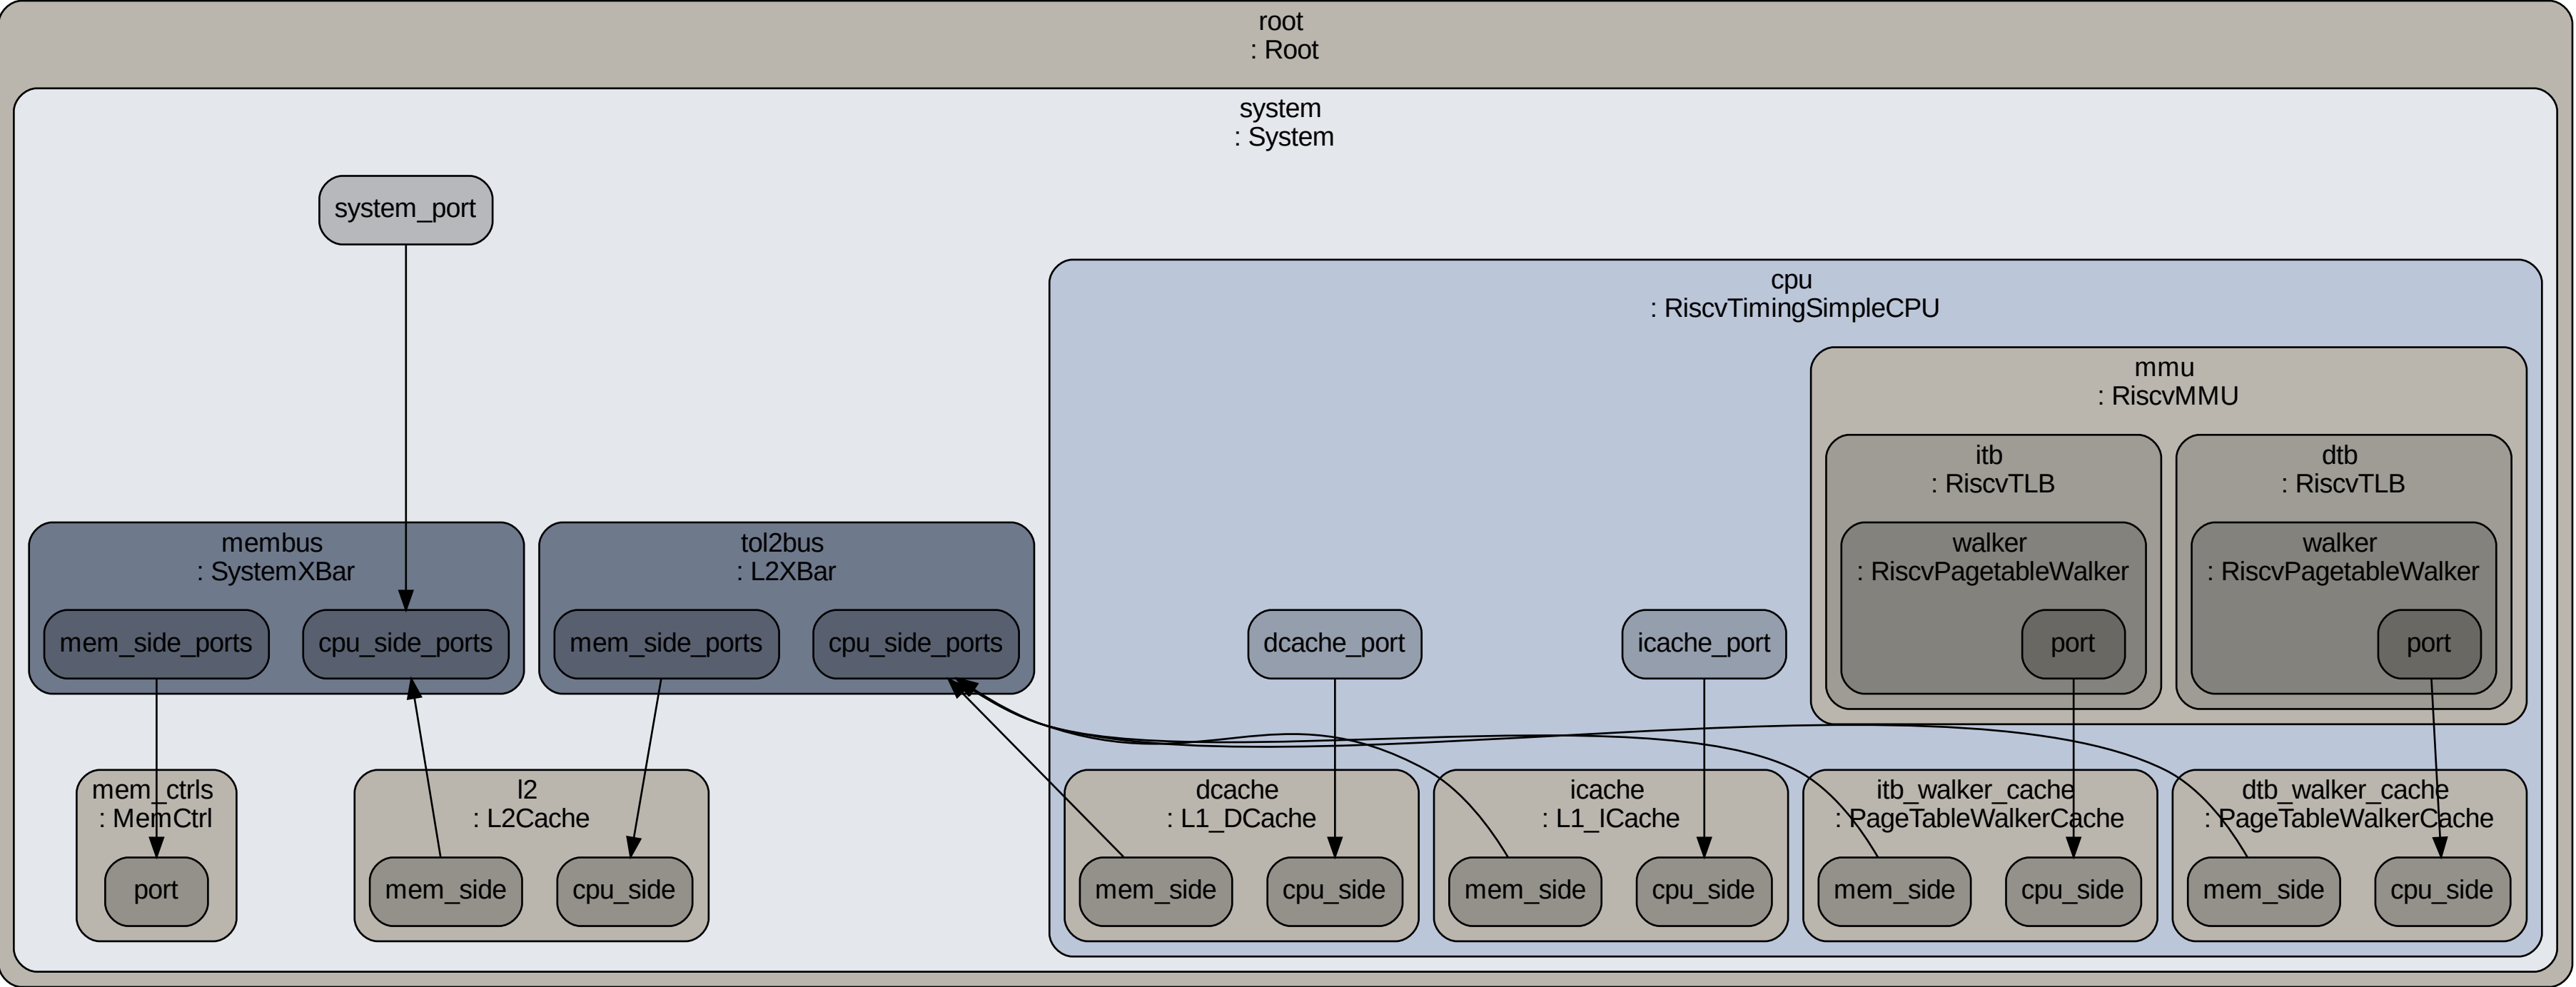 root
: Root
system
: System
system_port
cpu
: RiscvTimingSimpleCPU
mmu
: RiscvMMU
itb
: RiscvTLB
dtb
: RiscvTLB
membus
: SystemXBar
tol2bus
: L2XBar
walker
: RiscvPagetableWalker
walker
: RiscvPagetableWalker
mem_side_ports
cpu_side_ports
mem_side_ports
cpu_side_ports
dcache_port
icache_port
port
port
mem_ctrls
: MemCtrl
l2
: L2Cache
dcache
: L1_DCache
icache
: L1_ICache
itb_walker_cache
: PageTableWalkerCache
dtb_walker_cache
: PageTableWalkerCache
port
mem_side
cpu_side
mem_side
cpu_side
mem_side
cpu_side
mem_side
cpu_side
mem_side
cpu_side